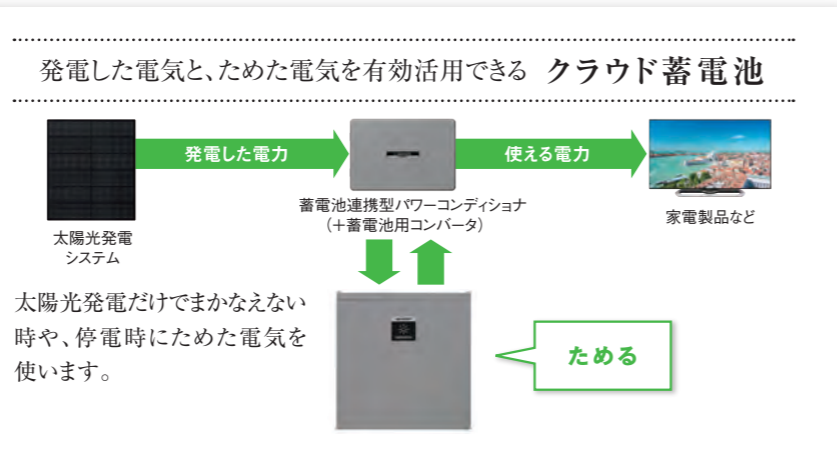 発電した電気と、ためた電気を有効活用できる クラウド蓄電池
発電した電力
使える電力
蓄電池連携型パワーコンディショナ
(＋蓄電池用コンバータ)
家電製品など
太陽光発電
システム
太陽光発電だけでまかなえない
時や、停電時にためた電気を
使います。
ためる